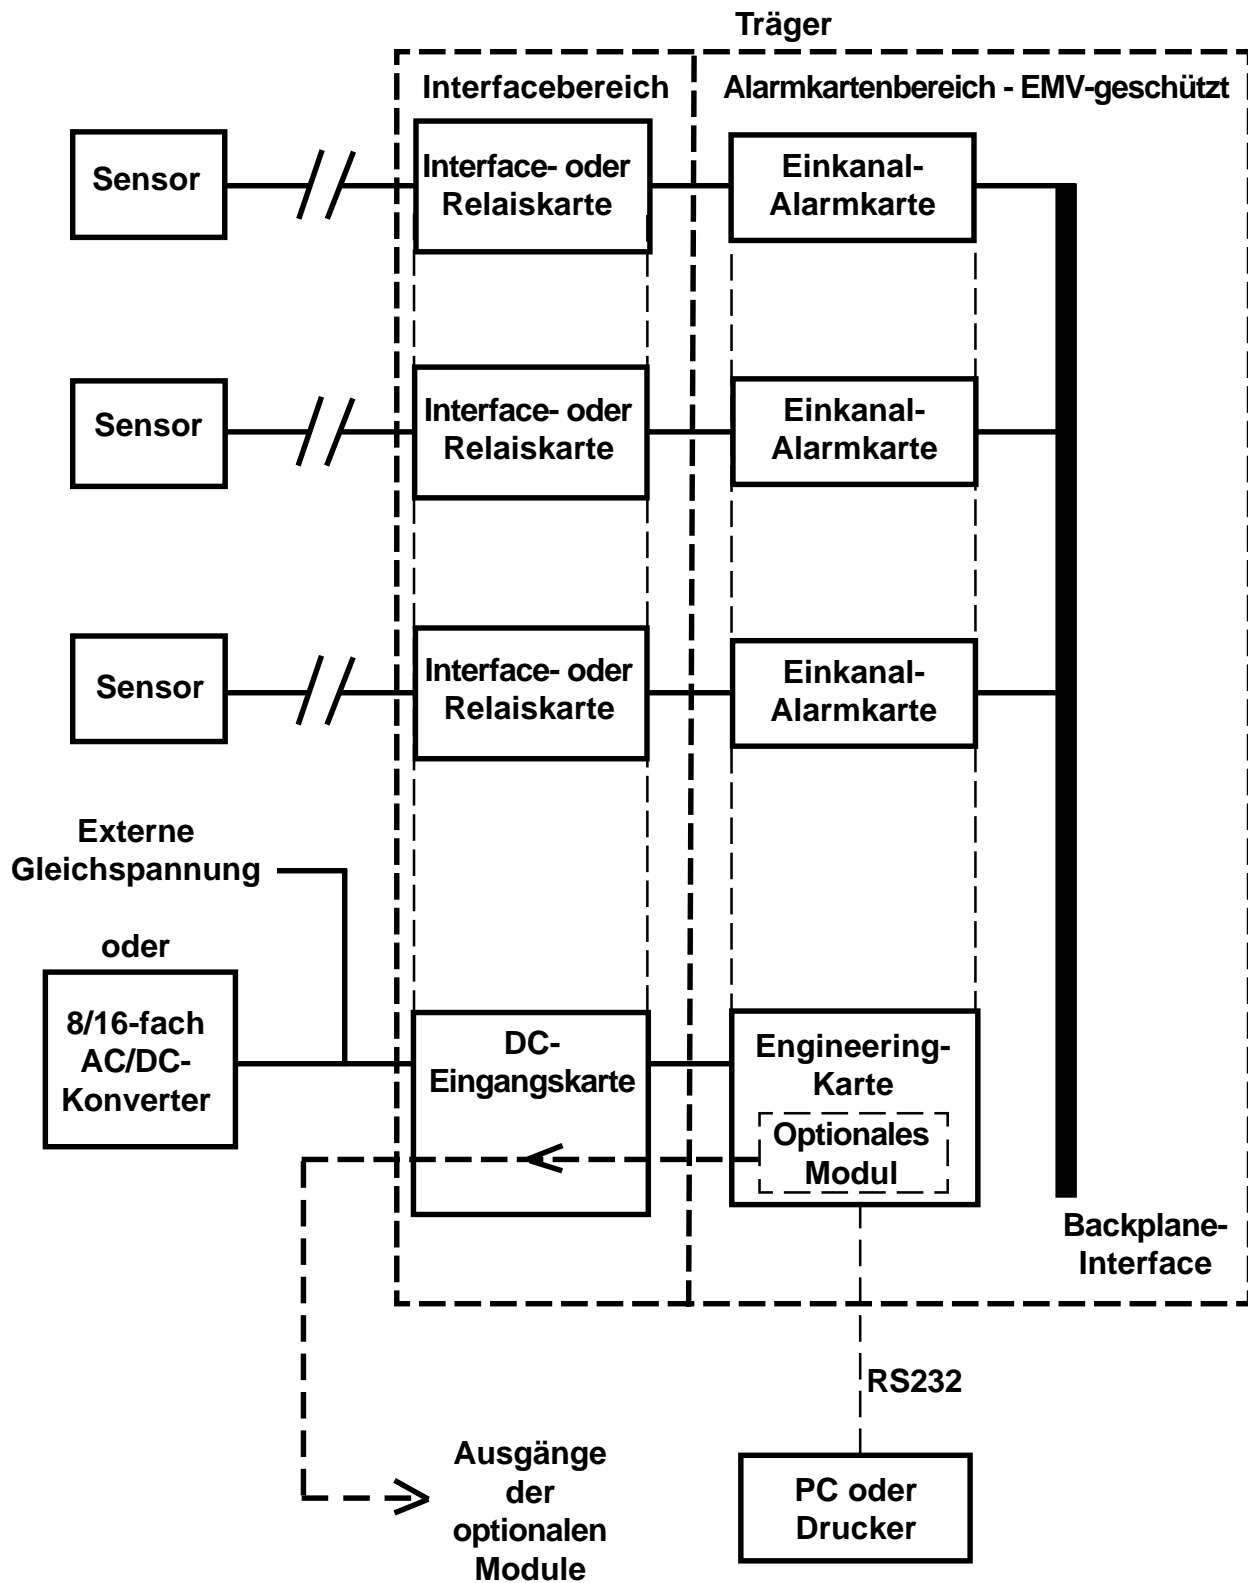 Träger
Interfacebereich
Alarmkartenbereich - EMV-geschützt
Sensor
Interface- oder
Relaiskarte
Einkanal-
Alarmkarte
Sensor
Interface- oder
Relaiskarte
Einkanal-
Alarmkarte
Sensor
Interface- oder
Relaiskarte
Einkanal-
Alarmkarte
Externe
Gleichspannung
oder
8/16-fach
AC/DC-
Konverter
DC-
Eingangskarte
Engineering-
Karte
Optionales
Modul
Backplane-
Interface
RS232
Ausgänge
der
optionalen
Module
PC oder
Drucker